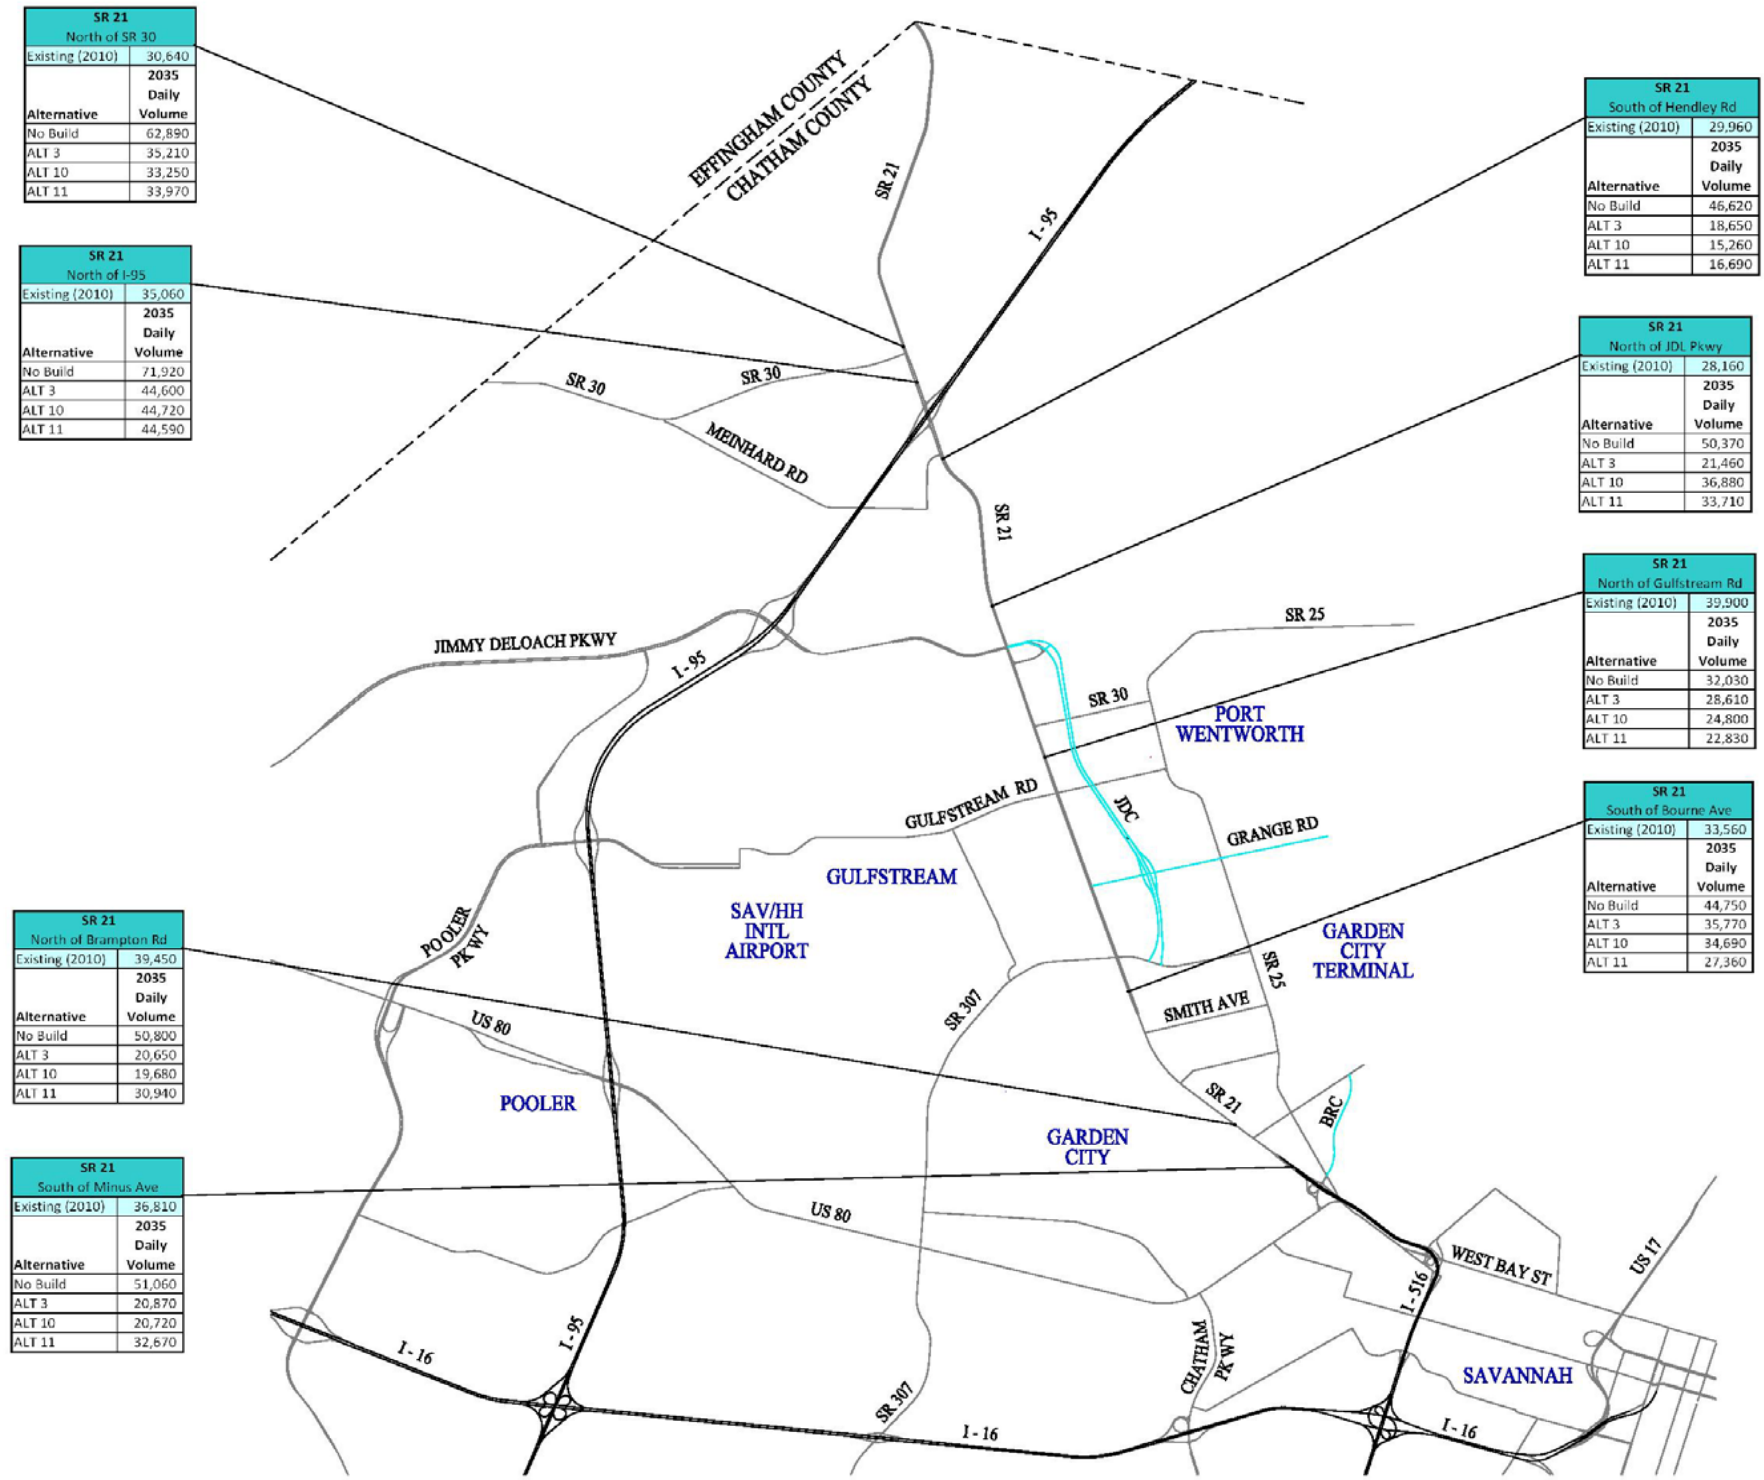 SR 21
North of SR 30
Existing (2010) 30,640
2035
Daily
Alternative Volume
No Build 62,890
ALT 3 35,210
ALT 10 33,250
ALT 11 33,970
SR 21
North of I-95
Existing (2010) 35,060
2035
Daily
Alternative Volume
No Build 71,920
ALT 3 44,600
ALT 10 44,720
ALT 11 44,590
SR 21
North of Brampton Rd
Existing (2010) 39,450
2035
Daily
Alternative Volume
No Build 50,800
ALT 3 20,650
ALT 10 19,680
ALT 11 30,940
SR 21
South of Minus Ave
Existing (2010) 36,810
2035
Daily
Alternative Volume
No Build 51,060
ALT 3 20,870
ALT 10 20,720
ALT 11 32,670
EFFINGHAM COUNTY
CHATHAM COUNTY
SR 21
I - 95
SR 30
SR 30
MEINHARD RD
SR 21
JIMMY DELOACH PKWY
I - 95
SR 25
SR 30
PORT
WENTWORTH
GULFSTREAM RD
JDC
GRANGE RD
GULFSTREAM
SAV/HH
INTL
AIRPORT
POOLER
PKWY
GARDEN
CITY
TERMINAL
SR 25
SR 307
SMITH AVE
US 80
POOLER
SR 21
BRC
GARDEN
CITY
US 80
WEST BAY ST
US 17
I - 516
I - 95
I - 16
CHATHAM
PKWY
SAVANNAH
SR 307
I - 16
I - 16
SR 21
South of Hendley Rd
Existing (2010) 29,960
2035
Daily
Alternative Volume
No Build 46,620
ALT 3 18,650
ALT 10 15,260
ALT 11 16,690
SR 21
North of JDL Pkwy
Existing (2010) 28,160
2035
Daily
Alternative Volume
No Build 50,370
ALT 3 21,460
ALT 10 36,880
ALT 11 33,710
SR 21
North of Gulfstream Rd
Existing (2010) 39,900
2035
Daily
Alternative Volume
No Build 32,030
ALT 3 28,610
ALT 10 24,800
ALT 11 22,830
SR 21
South of Bourne Ave
Existing (2010) 33,560
2035
Daily
Alternative Volume
No Build 44,750
ALT 3 35,770
ALT 10 34,690
ALT 11 27,360